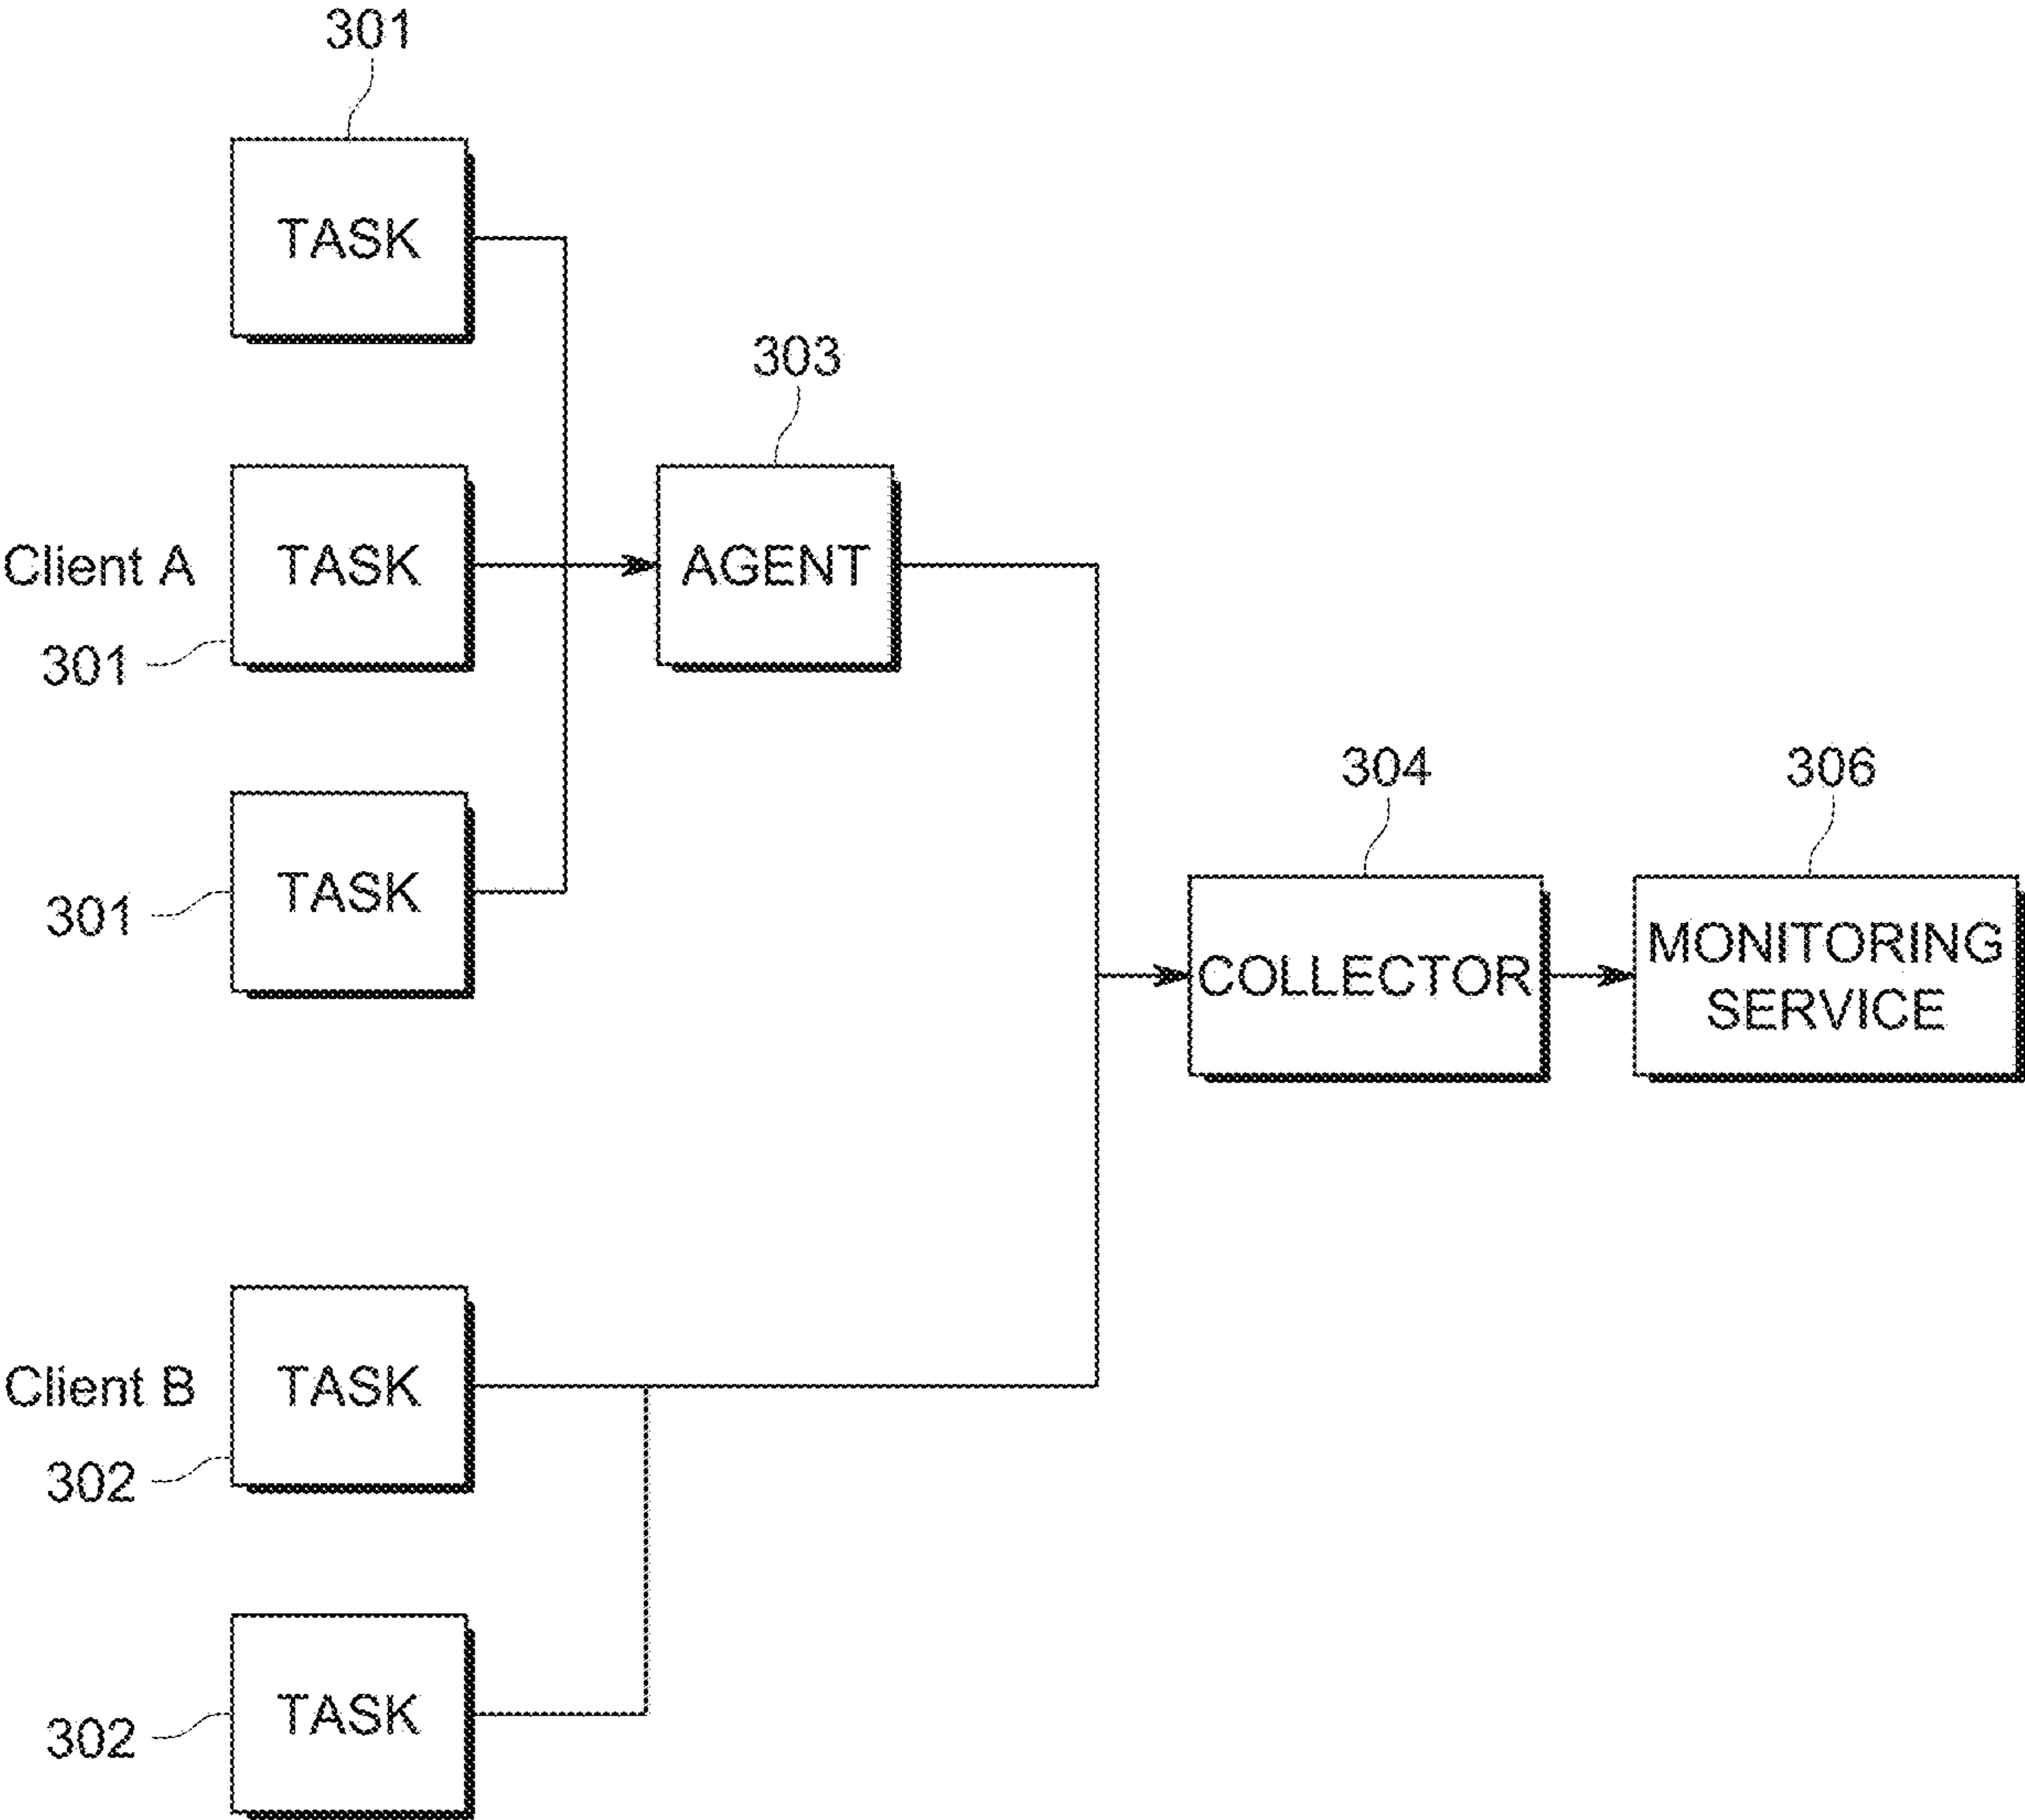 301
TASK
303
Client A
TASK
AGENT
301
304
306
TASK
301
COLLECTOR
MONITORING
SERVICE
Client B
TASK
302
TASK
302